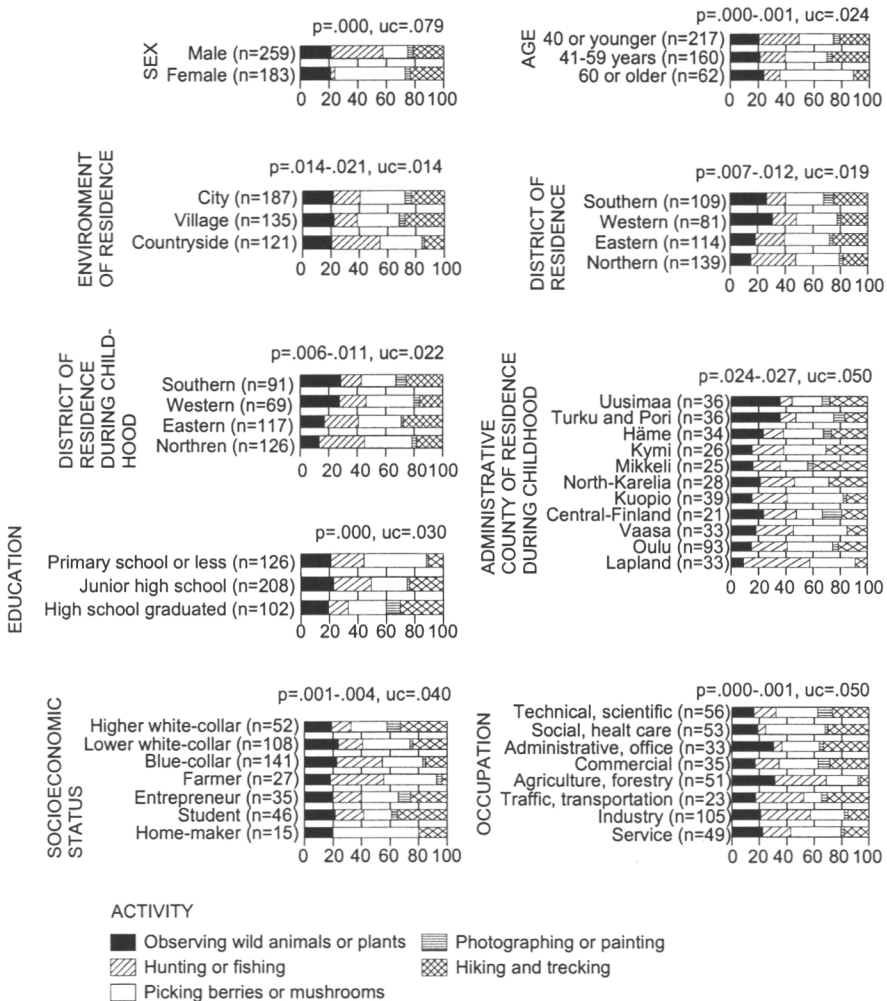 p=.000, uc=.079
SEX
Male (n=259)
Female (n=183)
0 20 40 60 80 100
p=.000-.001, uc=.024
AGE
40 or younger (n=217)
41-59 years (n=160)
60 or older (n=62)
0 20 40 60 80 100
p=.014-.021, uc=.014
ENVIRONMENT
OF RESIDENCE
City (n=187)
Village (n=135)
Countryside (n=121)
0 20 40 60 80 100
p=.007-.012, uc=.019
DISTRICT OF
RESIDENCE
Southern (n=109)
Western (n=81)
Eastern (n=114)
Northern (n=139)
0 20 40 60 80 100
p=.006-.011, uc=.022
DISTRICT OF
RESIDENCE
DURING CHILD-
HOOD
Southern (n=91)
Western (n=69)
Eastern (n=117)
Northren (n=126)
0 20 40 60 80 100
p=.024-.027, uc=.050
ADMINISTRATIVE
COUNTY OF RESIDENCE
DURING CHILDHOOD
Uusimaa (n=36)
Turku and Pori (n=36)
Häme (n=34)
Kymi (n=26)
Mikkeli (n=25)
North-Karelia (n=28)
Kuopio (n=39)
Central-Finland (n=21)
Vaasa (n=33)
Oulu (n=93)
Lapland (n=33)
0 20 40 60 80 100
p=.000, uc=.030
EDUCATION
Primary school or less (n=126)
Junior high school (n=208)
High school graduated (n=102)
0 20 40 60 80 100
p=.001-.004, uc=.040
SOCIOECONOMIC
STATUS
Higher white-collar (n=52)
Lower white-collar (n=108)
Blue-collar (n=141)
Farmer (n=27)
Entrepreneur (n=35)
Student (n=46)
Home-maker (n=15)
0 20 40 60 80 100
p=.000-.001, uc=.050
OCCUPATION
Technical, scientific (n=56)
Social, healt care (n=53)
Administrative, office (n=33)
Commercial (n=35)
Agriculture, forestry (n=51)
Traffic, transportation (n=23)
Industry (n=105)
Service (n=49)
0 20 40 60 80 100
ACTIVITY
Observing wild animals or plants
Hunting or fishing
Picking berries or mushrooms
Photographing or painting
Hiking and trecking